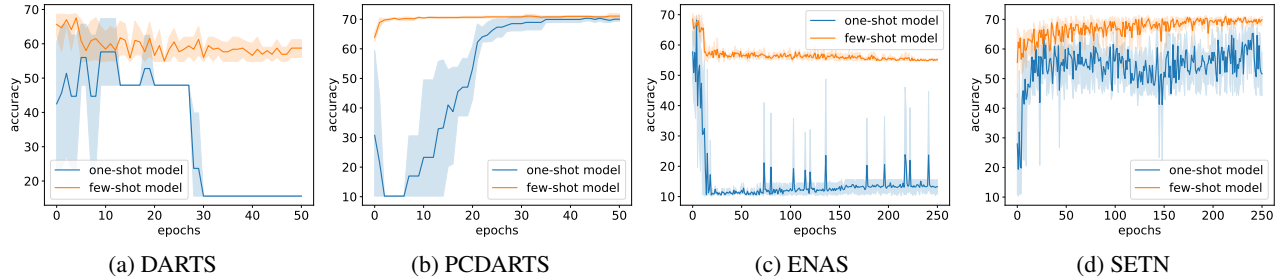 70
60
50
40
30
20
accuracy
one-shot model
few-shot model
0 10 20 30 40 50
epochs
(a) DARTS
70
60
50
40
30
20
10
accuracy
one-shot model
few-shot model
0 10 20 30 40 50
epochs
(b) PCDARTS
70
60
50
40
30
20
10
accuracy
one-shot model
few-shot model
0 50 100 150 200 250
epochs
(c) ENAS
70
60
50
40
30
20
10
accuracy
one-shot model
few-shot model
0 50 100 150 200 250
epochs
(d) SETN